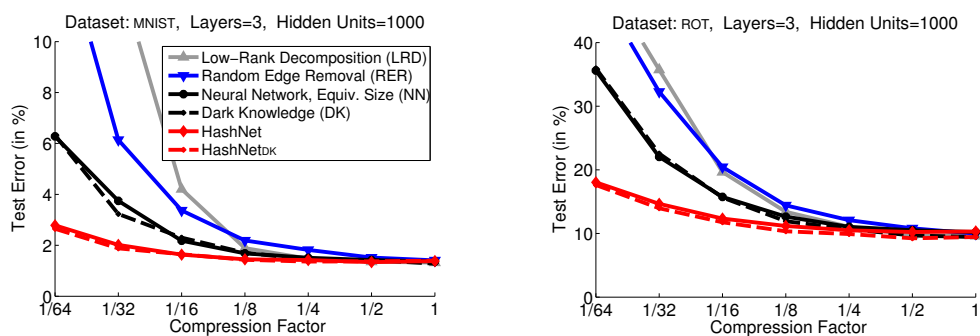 Dataset: MNIST, Layers=3, Hidden Units=1000
10
8
6
4
2
0
Test Error (in %)
Low-Rank Decomposition (LRD)
Random Edge Removal (RER)
Neural Network, Equiv. Size (NN)
Dark Knowledge (DK)
HashNet
HashNetDK
1/64 1/32 1/16 1/8 1/4 1/2 1
Compression Factor
Dataset: ROT, Layers=3, Hidden Units=1000
40
30
20
10
0
Test Error (in %)
1/64 1/32 1/16 1/8 1/4 1/2 1
Compression Factor